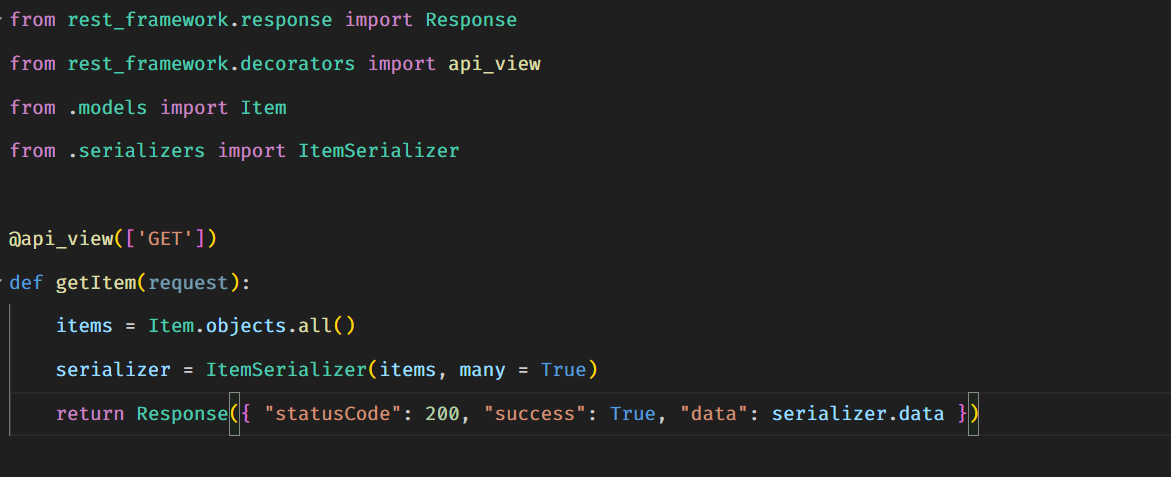 from rest_framework.response import Response
from rest_framework.decorators import api_view
from .models import Item
from .serializers import ItemSerializer
@api_view(['GET'])
def getItem(request):
    items = Item.objects.all()
    serializer = ItemSerializer(items, many = True)
    return Response({ "statusCode": 200, "success": True, "data": serializer.data })